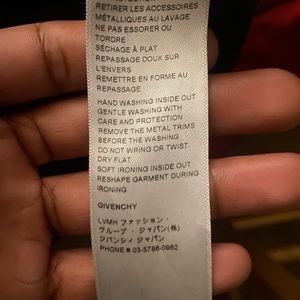 RETIRER LES ACCESSOIRES
MÉTALLIQUES AU LAVAGE
NE PAS ESSORER OU
TORDRE
SÉCHAGE À PLAT
REPASSAGE DOUX SUR
L'ENVERS
REMETTRE EN FORME AU
REPASSAGE
HAND WASHING INSIDE OUT
GENTLE WASHING WITH
CARE AND PROTECTION
REMOVE THE METAL TRIMS
BEFORE THE WASHING
DO NOT WRING OR TWIST
DRY FLAT
SOFT IRONING INSIDE OUT
RESHAPE GARMENT DURING
IRONING
GIVENCHY
LVMH ファッション・
グループ・ジャパン(株)
ジバンシィ ジャパン
PHONE # 03-5786-0962